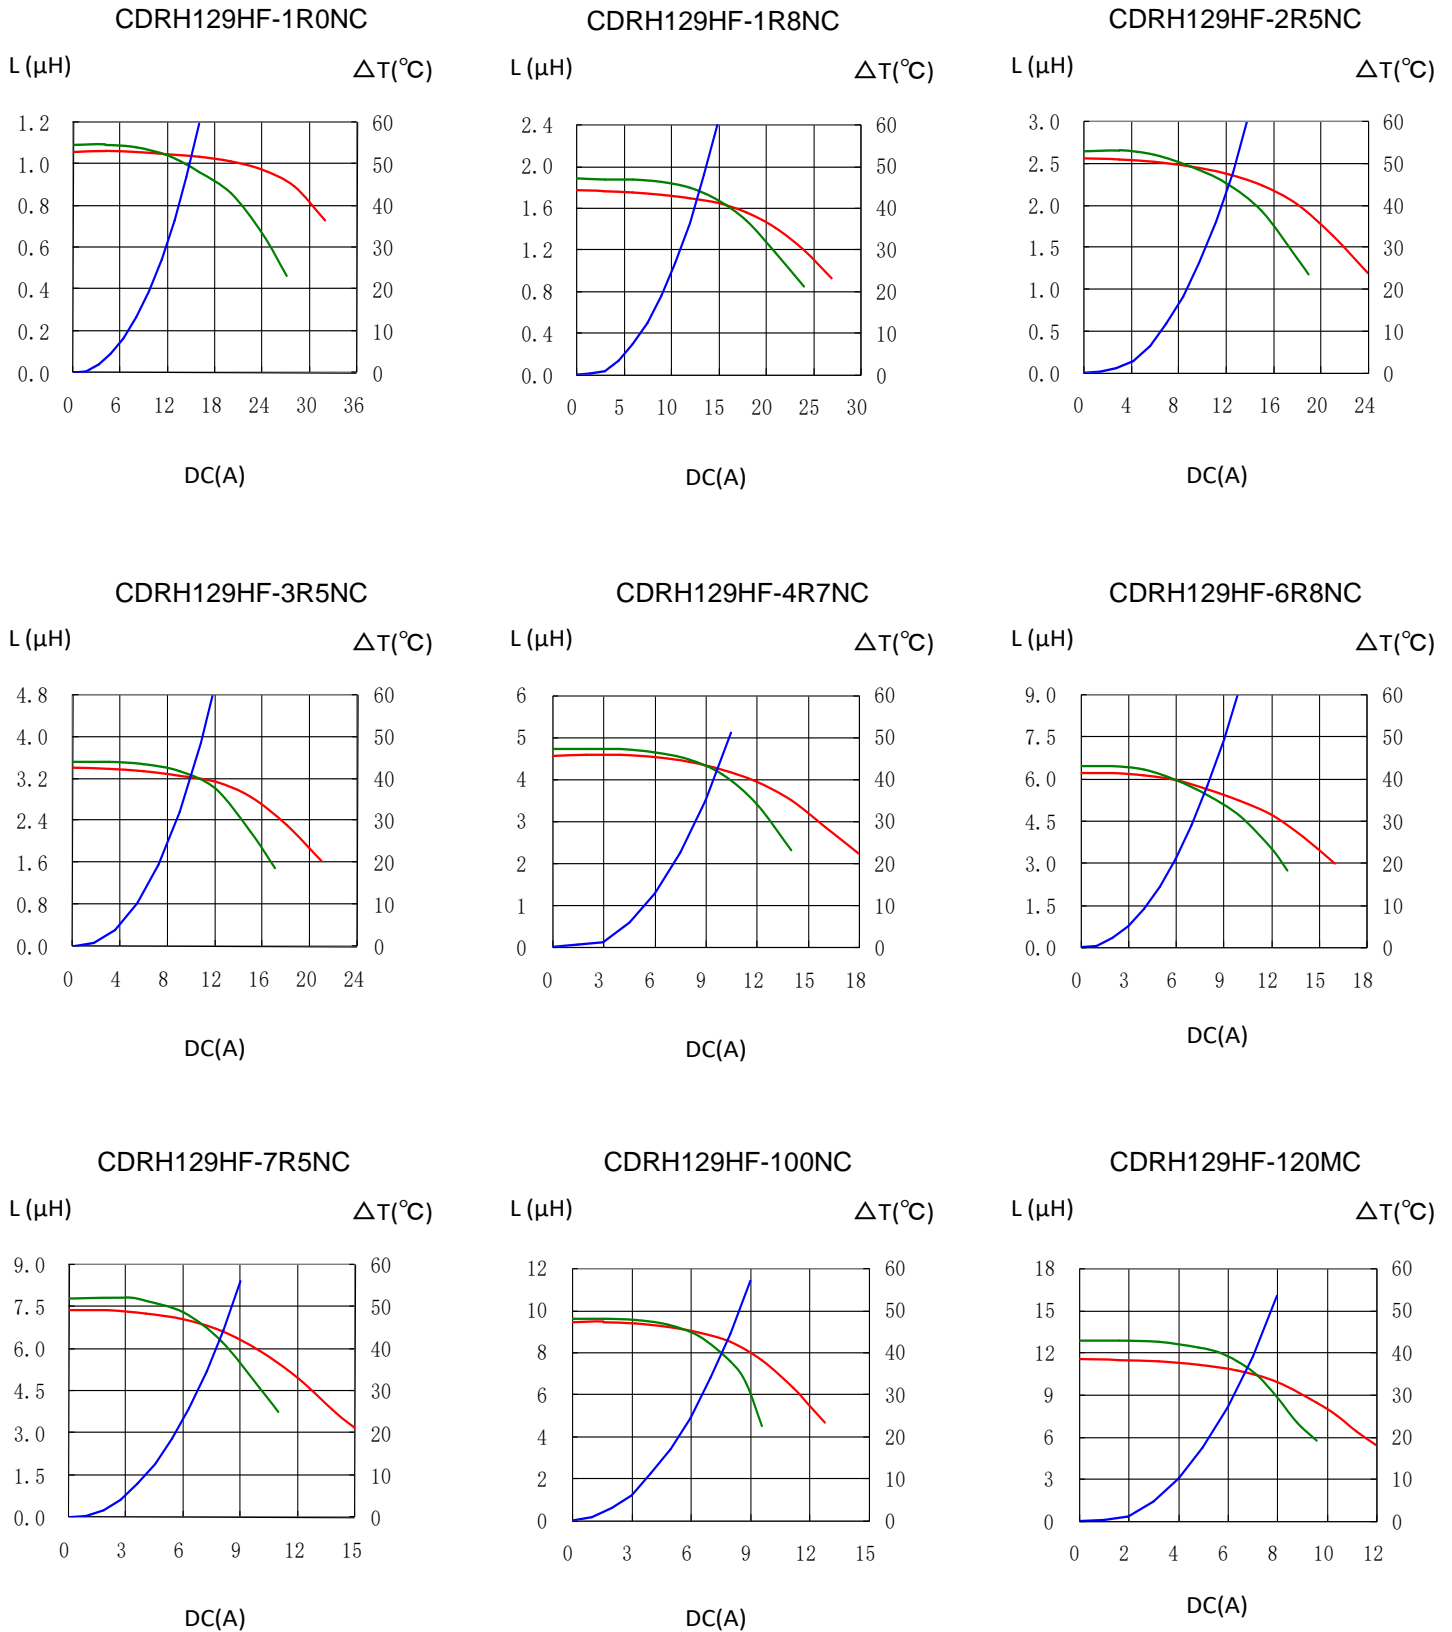 CDRH129HF-1R0NC
L (μH) △T(℃)
1.2 60
1.0 50
0.8 40
0.6 30
0.4 20
0.2 10
0.0 0
0 6 12 18 24 30 36
DC(A)
CDRH129HF-1R8NC
L (μH) △T(℃)
2.4 60
2.0 50
1.6 40
1.2 30
0.8 20
0.4 10
0.0 0
0 5 10 15 20 25 30
DC(A)
CDRH129HF-2R5NC
L (μH) △T(℃)
3.0 60
2.5 50
2.0 40
1.5 30
1.0 20
0.5 10
0.0 0
0 4 8 12 16 20 24
DC(A)
CDRH129HF-3R5NC
L (μH) △T(℃)
4.8 60
4.0 50
3.2 40
2.4 30
1.6 20
0.8 10
0.0 0
0 4 8 12 16 20 24
DC(A)
CDRH129HF-4R7NC
L (μH) △T(℃)
6 60
5 50
4 40
3 30
2 20
1 10
0 0
0 3 6 9 12 15 18
DC(A)
CDRH129HF-6R8NC
L (μH) △T(℃)
9.0 60
7.5 50
6.0 40
4.5 30
3.0 20
1.5 10
0.0 0
0 3 6 9 12 15 18
DC(A)
CDRH129HF-7R5NC
L (μH) △T(℃)
9.0 60
7.5 50
6.0 40
4.5 30
3.0 20
1.5 10
0.0 0
0 3 6 9 12 15
DC(A)
CDRH129HF-100NC
L (μH) △T(℃)
12 60
10 50
8 40
6 30
4 20
2 10
0 0
0 3 6 9 12 15
DC(A)
CDRH129HF-120MC
L (μH) △T(℃)
18 60
15 50
12 40
9 30
6 20
3 10
0 0
0 2 4 6 8 10 12
DC(A)